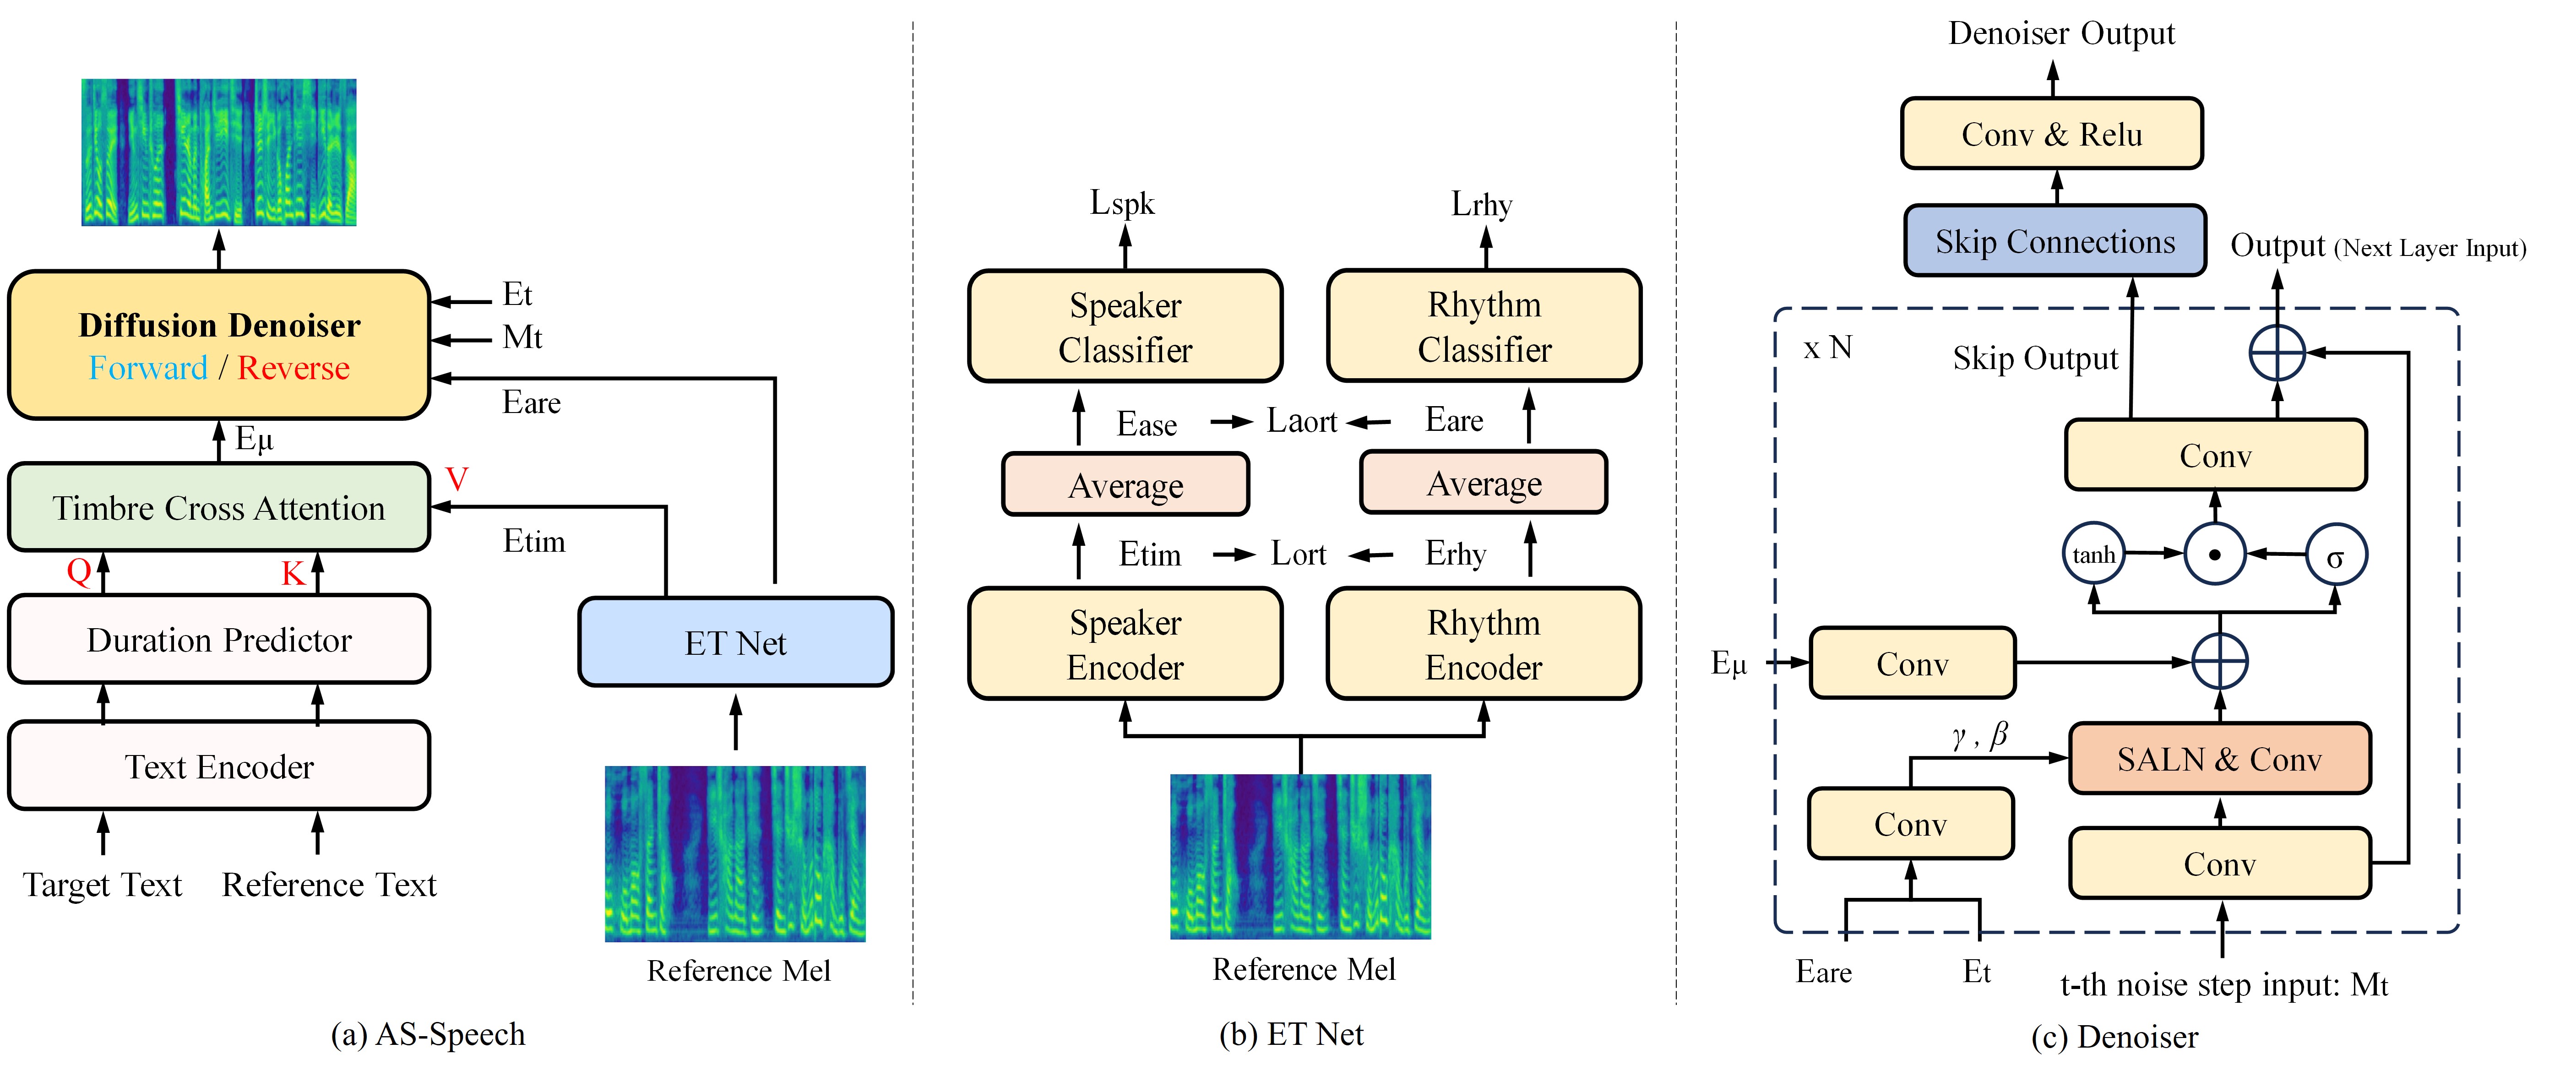 Diffusion Denoiser
Forward / Reverse
Et
Mt
Eare
Eμ
Timbre Cross Attention
V
Etim
Q
K
Duration Predictor
ET Net
Text Encoder
Target Text
Reference Text
Reference Mel
(a) AS-Speech
Lspk
Lrhy
Speaker
Classifier
Rhythm
Classifier
Ease
Laort
Eare
Average
Average
Etim
Lort
Erhy
Speaker
Encoder
Rhythm
Encoder
Reference Mel
(b) ET Net
Denoiser Output
Conv & Relu
Skip Connections
Output (Next Layer Input)
x N
Skip Output
Conv
tanh
σ
Eμ
Conv
γ , β
SALN & Conv
Conv
Conv
Eare
Et
t-th noise step input: Mt
(c) Denoiser